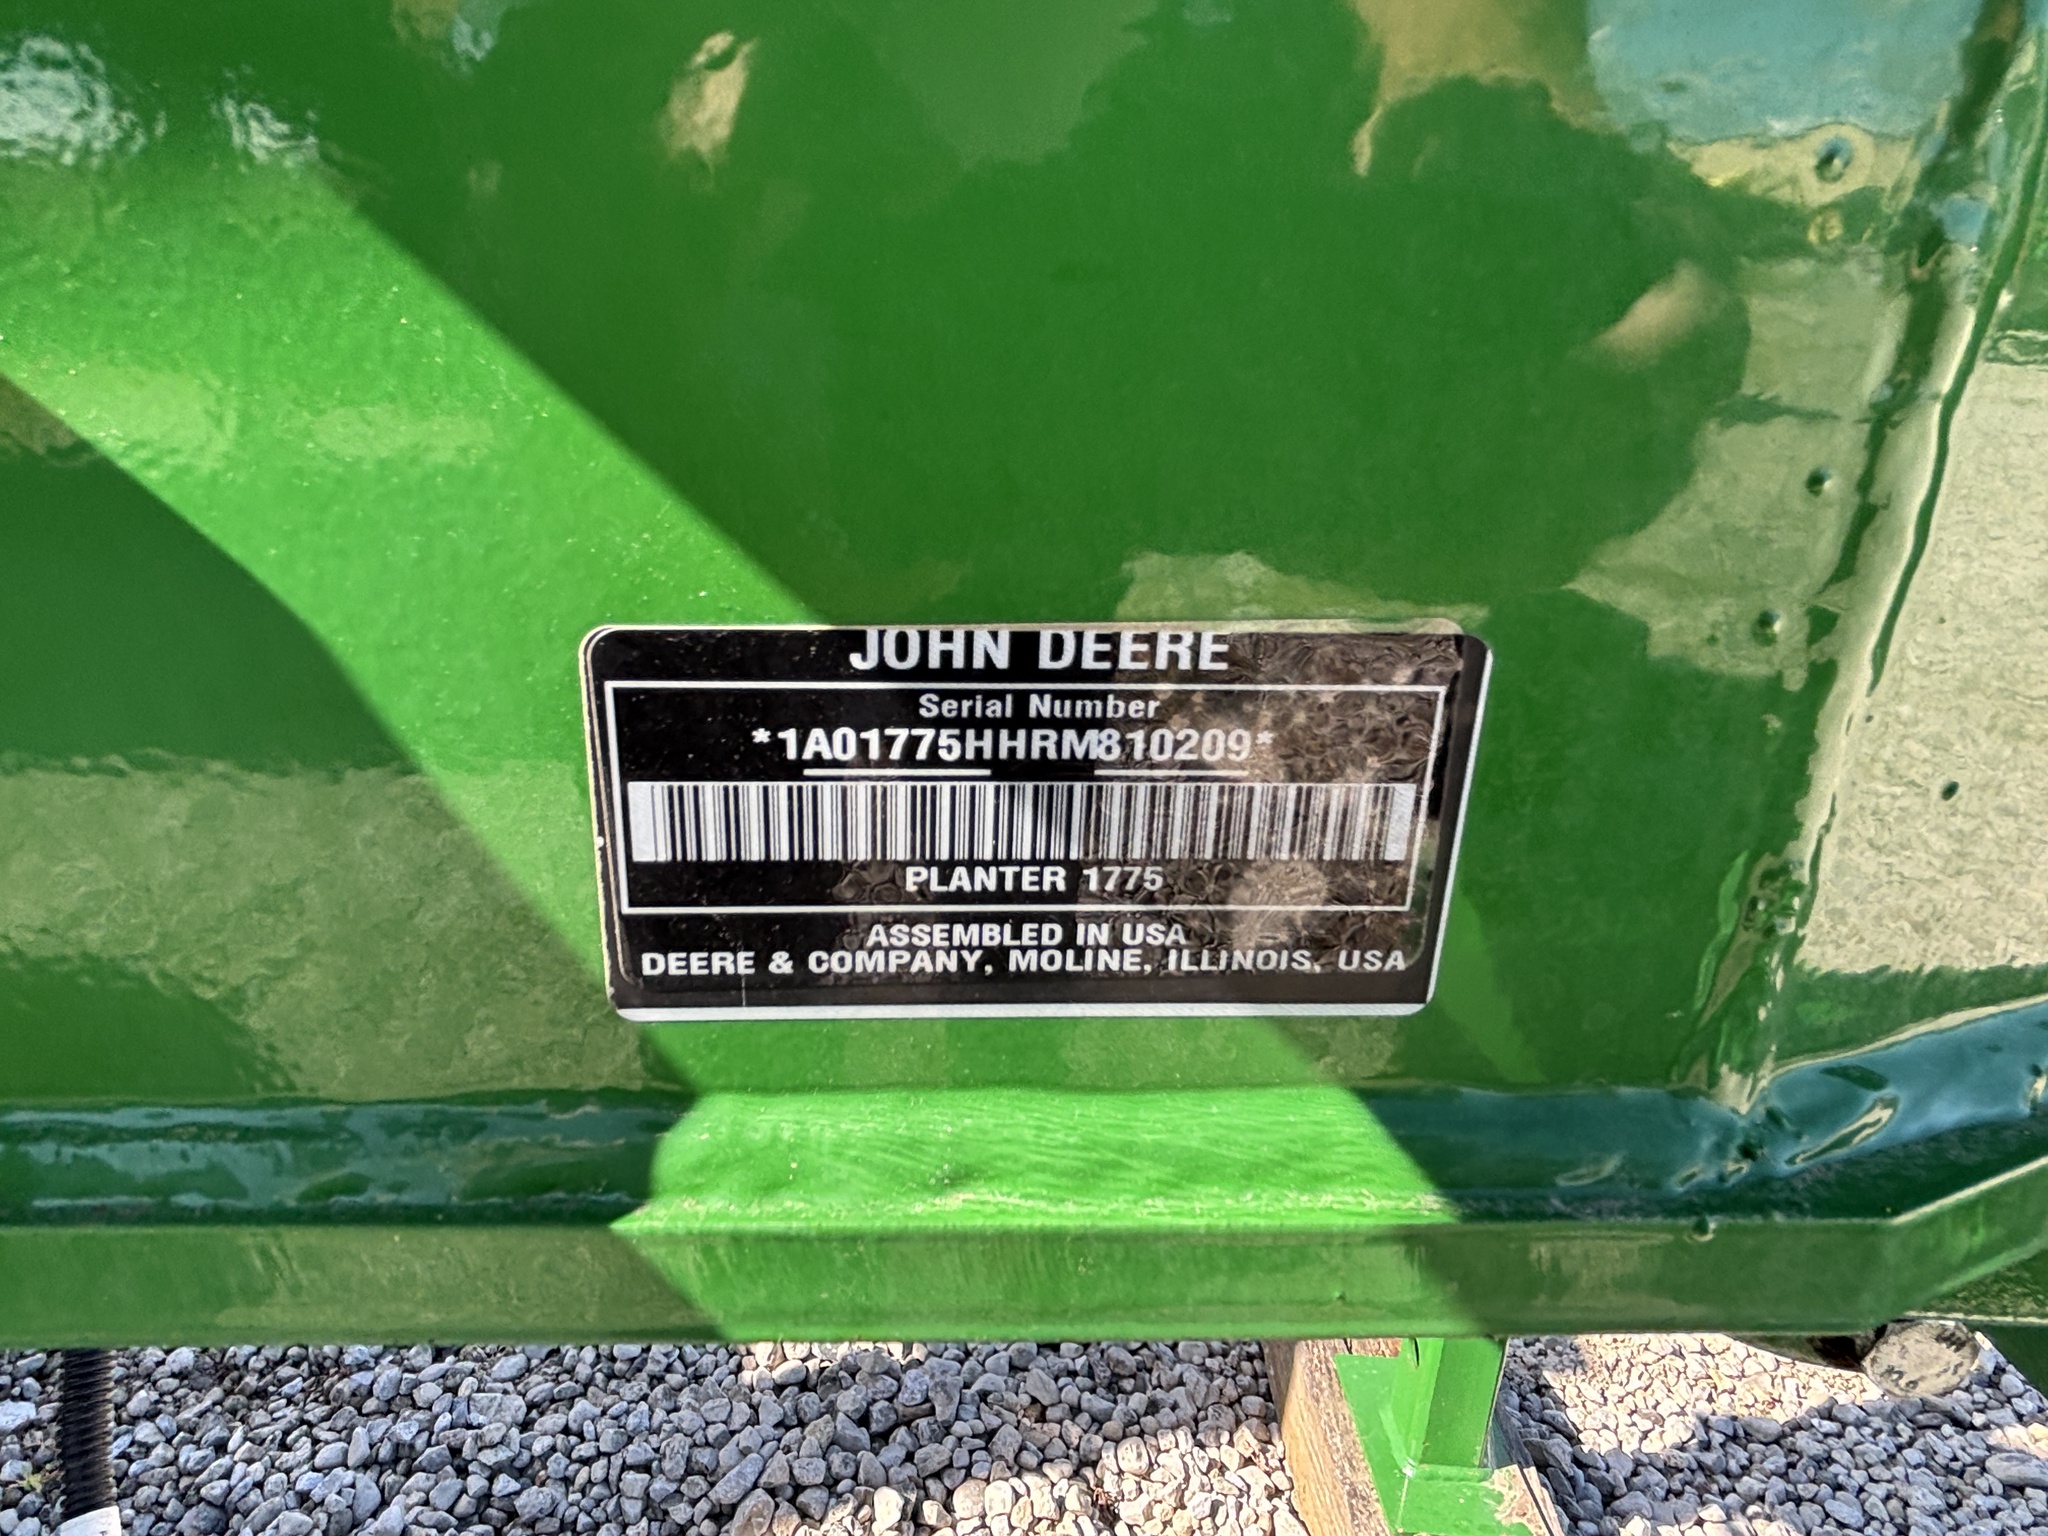 JOHN DEERE
Serial Number
*1A01775HHRM810209*
PLANTER 1775
ASSEMBLED IN USA
DEERE & COMPANY, MOLINE, ILLINOIS, USA